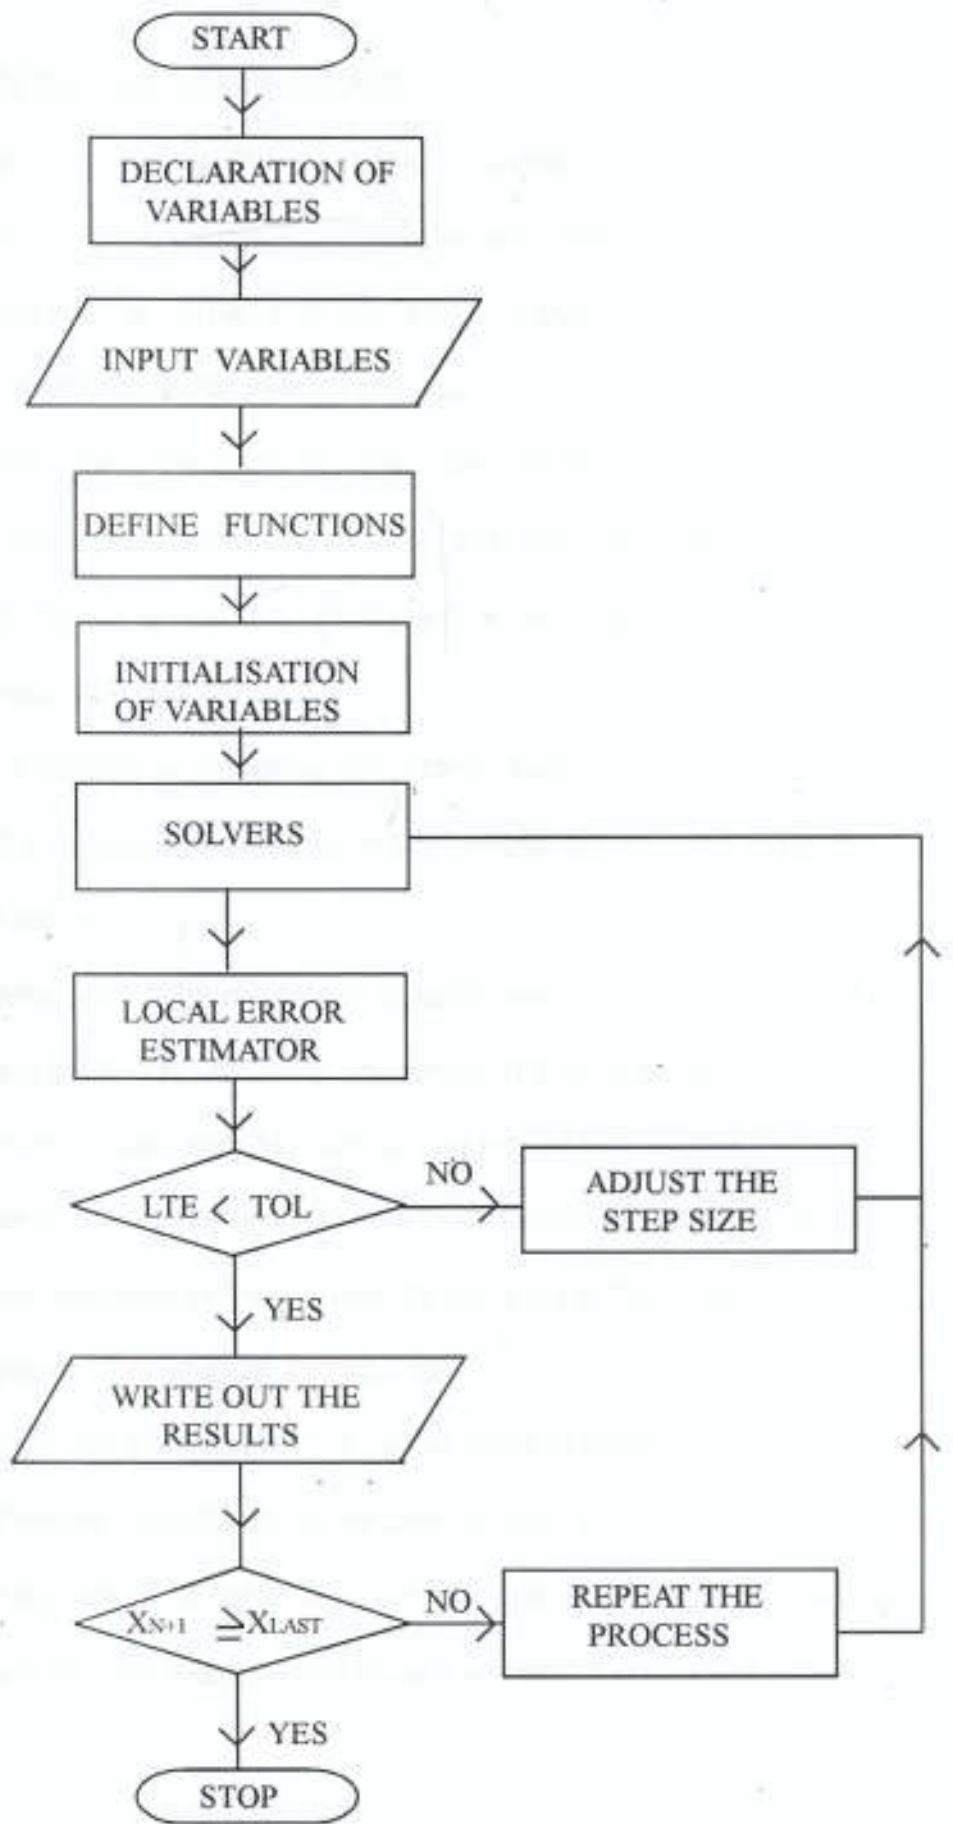 START
DECLARATION OF
VARIABLES
INPUT VARIABLES
DEFINE FUNCTIONS
INITIALISATION
OF VARIABLES
SOLVERS
LOCAL ERROR
ESTIMATOR
LTE < TOL
NO
ADJUST THE
STEP SIZE
YES
WRITE OUT THE
RESULTS
XN+1 ≥XLAST
NO
REPEAT THE
PROCESS
YES
STOP